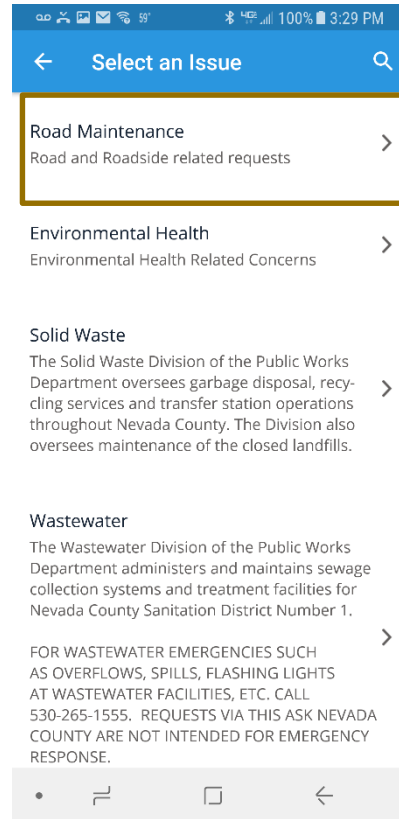 59° 4G 100% 3:29 PM
Select an Issue
Road Maintenance
Road and Roadside related requests
Environmental Health
Environmental Health Related Concerns
Solid Waste
The Solid Waste Division of the Public Works
Department oversees garbage disposal, recy-
cling services and transfer station operations
throughout Nevada County. The Division also
oversees maintenance of the closed landfills.
Wastewater
The Wastewater Division of the Public Works
Department administers and maintains sewage
collection systems and treatment facilities for
Nevada County Sanitation District Number 1.
FOR WASTEWATER EMERGENCIES SUCH
AS OVERFLOWS, SPILLS, FLASHING LIGHTS
AT WASTEWATER FACILITIES, ETC. CALL
530-265-1555.  REQUESTS VIA THIS ASK NEVADA
COUNTY ARE NOT INTENDED FOR EMERGENCY
RESPONSE.